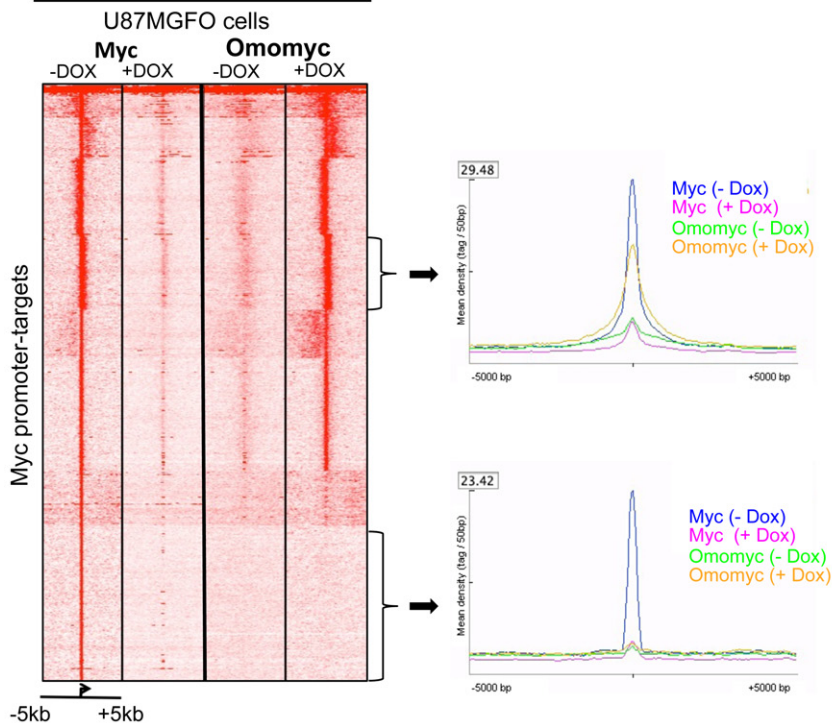 U87MGFO cells
Myc Omomyc
-DOX +DOX -DOX +DOX
Myc promoter-targets
-5kb +5kb
29.48
Mean density (tag / 50bp)
Myc (- Dox)
Myc (+ Dox)
Omomyc (- Dox)
Omomyc (+ Dox)
-5000 bp +5000 bp
23.42
Mean density (tag / 50bp)
Myc (- Dox)
Myc (+ Dox)
Omomyc (- Dox)
Omomyc (+ Dox)
-5000 bp +5000 bp